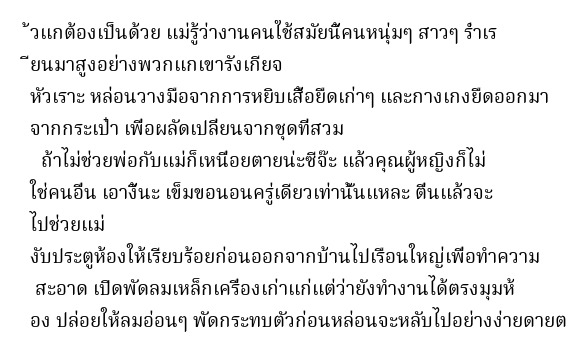 ้วแกต้องเป็นด้วย แม่รู้ว่างานคนใช้สมัยนี้คนหนุ่มๆ สาวๆ ร่ำเร
ียนมาสูงอย่างพวกแกเขารังเกียจ
หัวเราะ หล่อนวางมือจากการหยิบเสื้อยืดเก่าๆ และกางเกงยืดออกมา
จากกระเป๋า เพื่อผลัดเปลี่ยนจากชุดที่สวม
ถ้าไม่ช่วยพ่อกับแม่ก็เหนื่อยตายน่ะซีจ๊ะ แล้วคุณผู้หญิงก็ไม่
ใช่คนอื่น เอางี้นะ เข็มขอนอนครู่เดียวเท่านั้นแหละ ตื่นแล้วจะ
ไปช่วยแม่
งับประตูห้องให้เรียบร้อยก่อนออกจากบ้านไปเรือนใหญ่เพื่อทำความ
สะอาด เปิดพัดลมเหล็กเครื่องเก่าแก่แต่ว่ายังทำงานได้ตรงมุมห้
อง ปล่อยให้ลมอ่อนๆ พัดกระทบตัวก่อนหล่อนจะหลับไปอย่างง่ายดายต